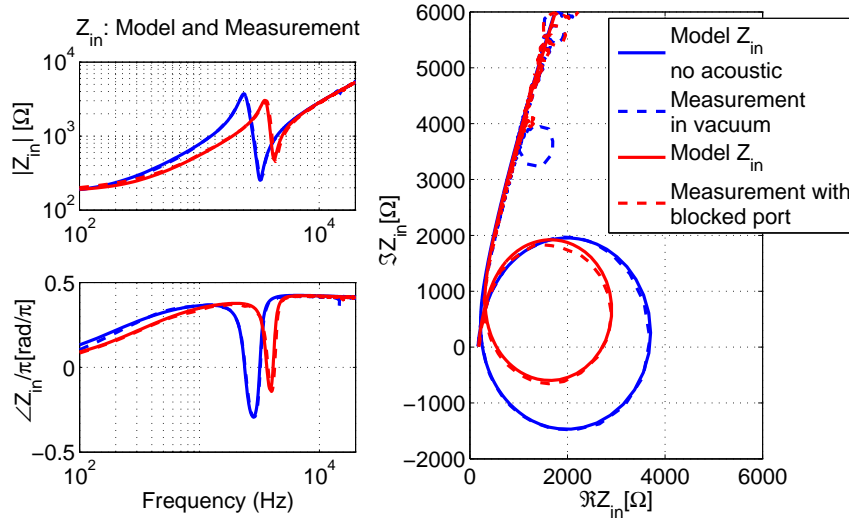 Z_in: Model and Measurement
10^4
10^3
10^2
|Z_in| [Ω]
10^2
10^4
0.5
0
−0.5
∠Z_in/π[rad/π]
10^2
10^4
Frequency (Hz)
6000
5000
4000
3000
2000
1000
0
−1000
−2000
ℑZ_in[Ω]
0
2000
4000
6000
ℜZ_in[Ω]
Model Z_in
no acoustic
Measurement
in vacuum
Model Z_in
Measurement with
blocked port